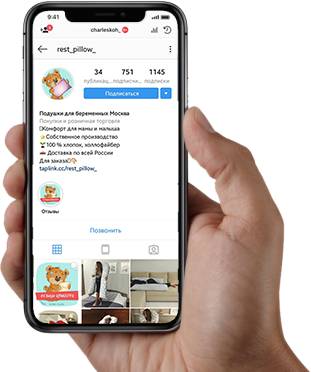 9:41
charleskoh_
rest_pillow_
34 751 1145
публикац... подписчи... подписки
Подписаться
Подушки для беременных Москва
Покупки и розничная торговля
Комфорт для мамы и малыша
Собственное производство
100 % хлопок, холлофайбер
Доставка по всей России
Для заказа
taplink.cc/rest_pillow_
Отзывы
Позвонить